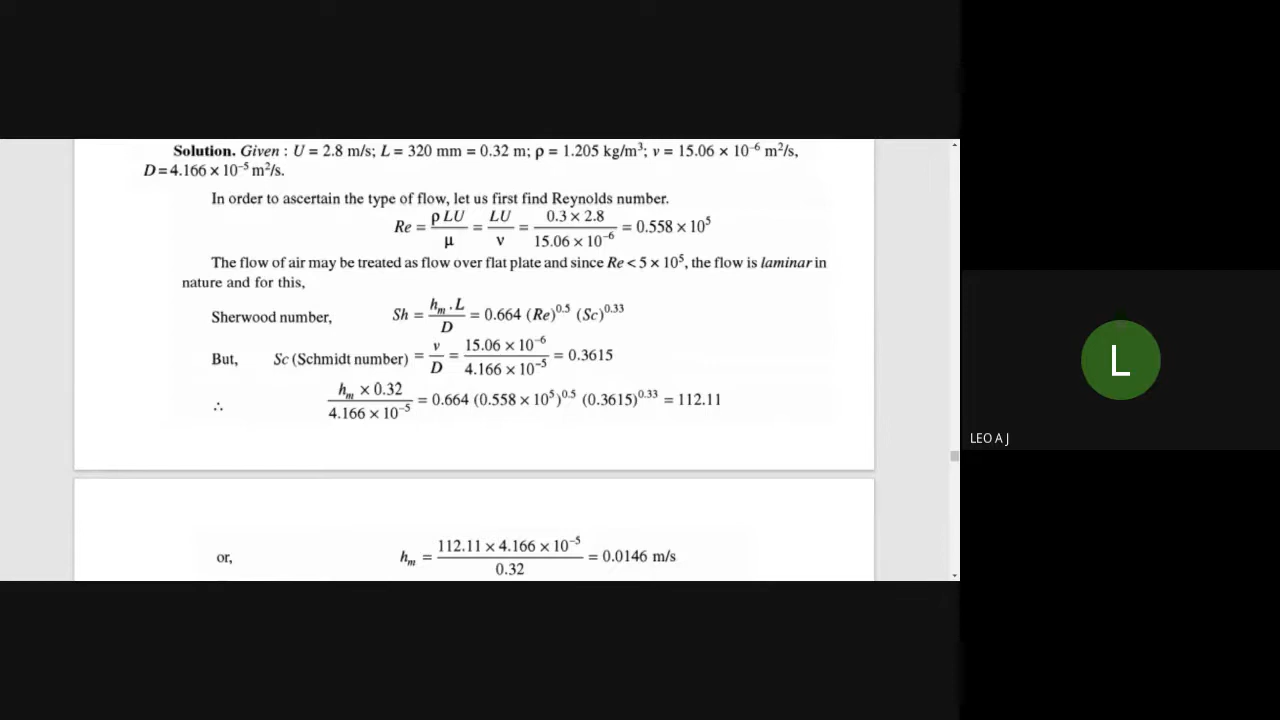 Solution. Given : U = 2.8 m/s; L = 320 mm = 0.32 m; ρ = 1.205 kg/m³; ν = 15.06 × 10⁻⁶ m²/s,
D = 4.166 × 10⁻⁵ m²/s.
In order to ascertain the type of flow, let us first find Reynolds number.
Re = ρ LU / μ = LU / ν = 0.3 × 2.8 / 15.06 × 10⁻⁶ = 0.558 × 10⁵
The flow of air may be treated as flow over flat plate and since Re < 5 × 10⁵, the flow is laminar in
nature and for this,
Sherwood number, Sh = hₘ . L / D = 0.664 (Re)^0.5 (Sc)^0.33
But, Sc (Schmidt number) = ν / D = 15.06 × 10⁻⁶ / 4.166 × 10⁻⁵ = 0.3615
∴ hₘ × 0.32 / 4.166 × 10⁻⁵ = 0.664 (0.558 × 10⁵)^0.5 (0.3615)^0.33 = 112.11
or, hₘ = 112.11 × 4.166 × 10⁻⁵ / 0.32 = 0.0146 m/s
L
LEO A J